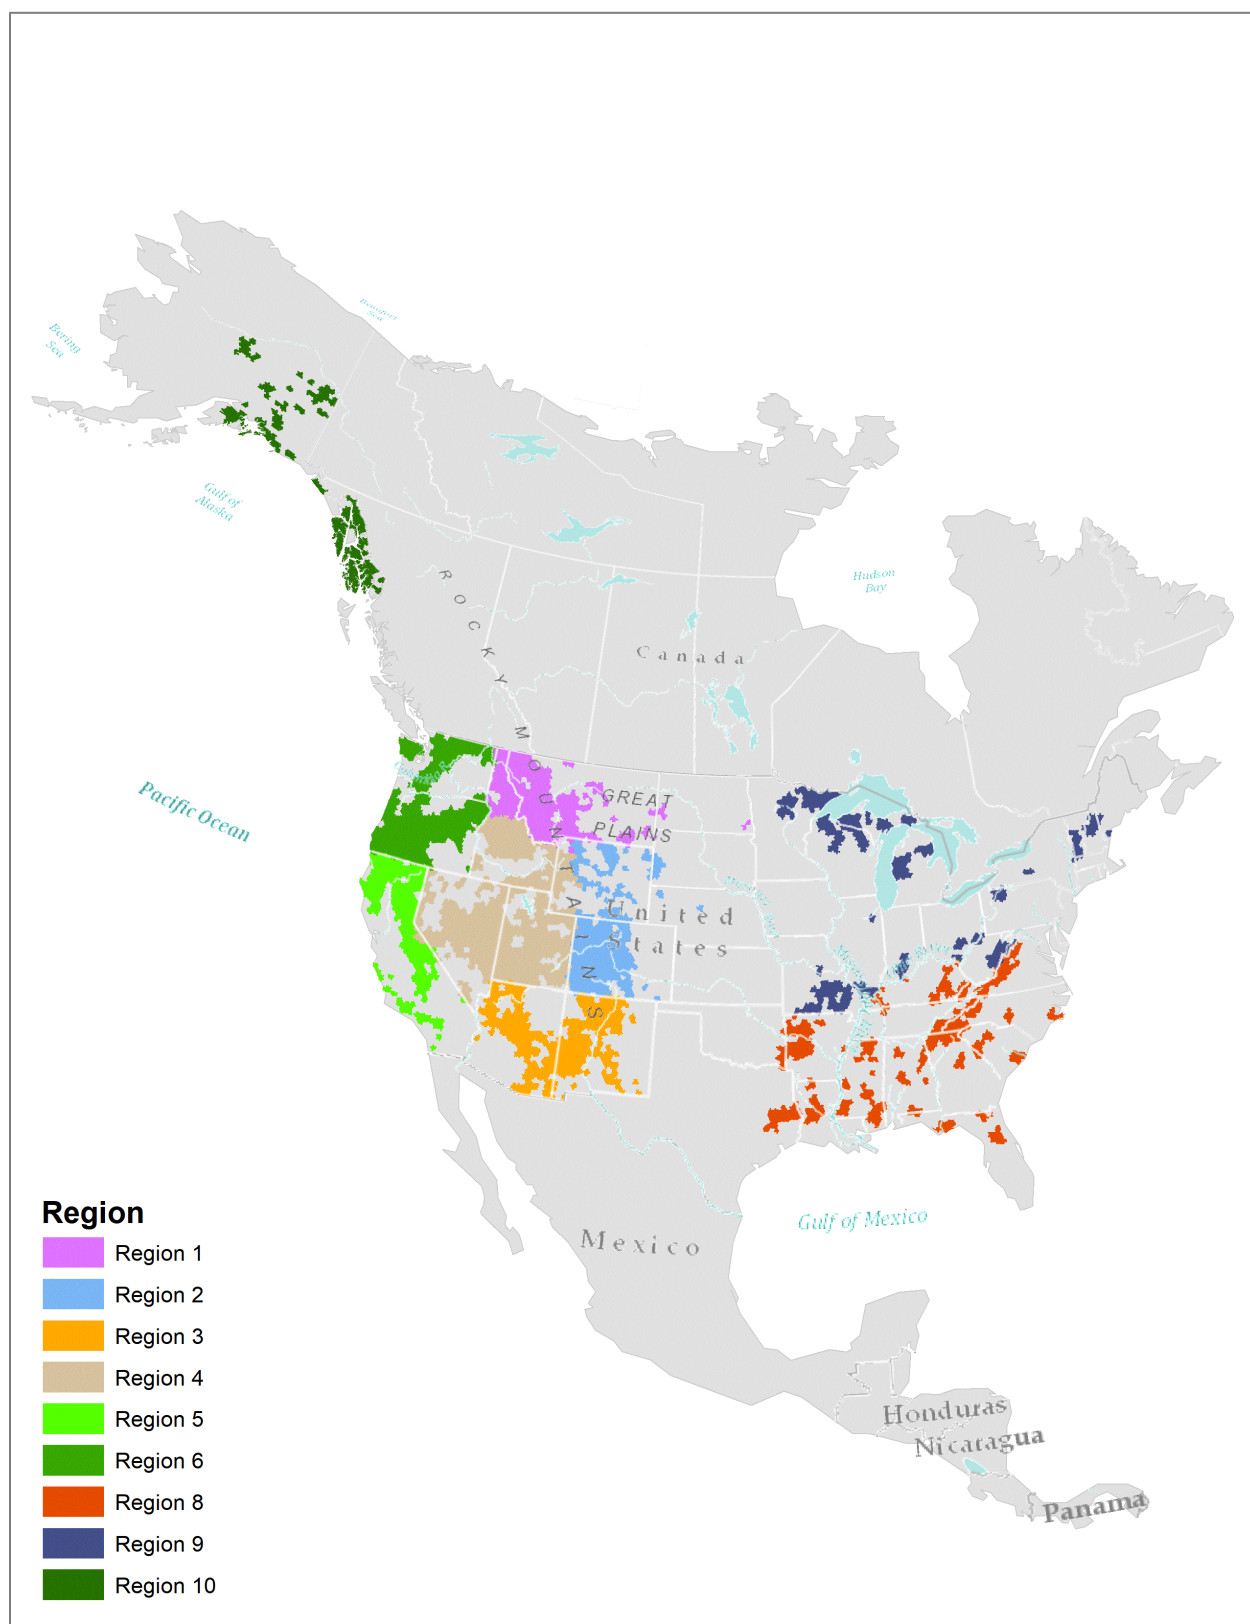 Beaufort
Sea
Bering
Sea
Gulf of
Alaska
Hudson
Bay
Canada
ROCKY MOUNTAINS
Pacific Ocean
GREAT
PLAINS
United
States
Gulf of Mexico
Mexico
Honduras
Nicaragua
Panama
Region
Region 1
Region 2
Region 3
Region 4
Region 5
Region 6
Region 8
Region 9
Region 10